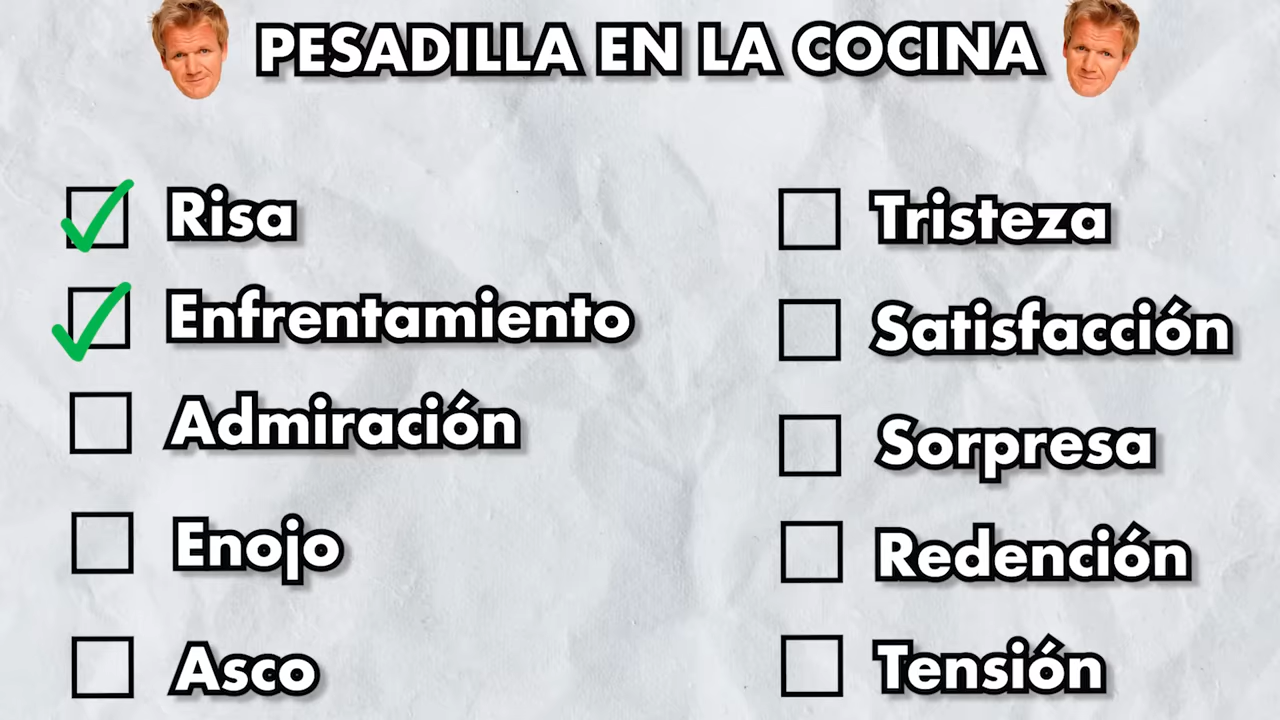 PESADILLA EN LA COCINA
Risa
Enfrentamiento
Admiración
Enojo
Asco
Tristeza
Satisfacción
Sorpresa
Redención
Tensión